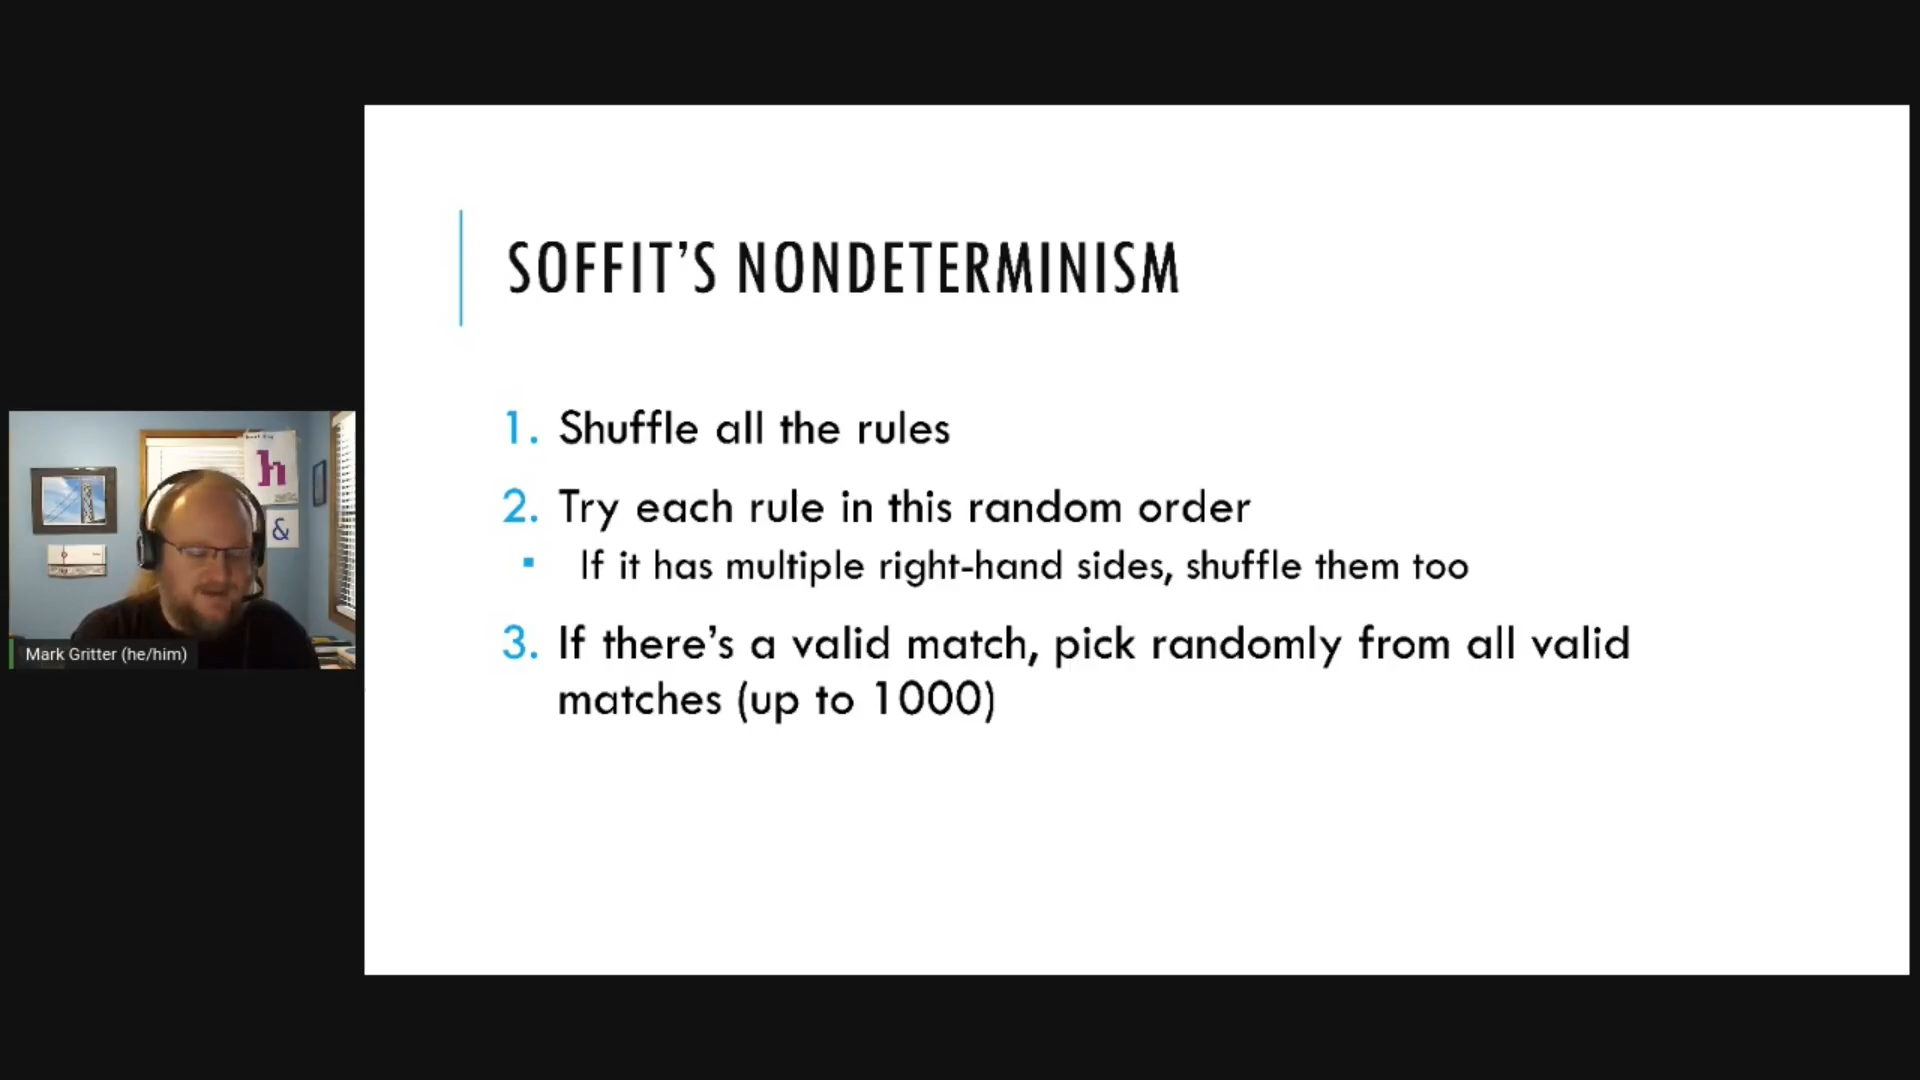 SOFFIT’S NONDETERMINISM
1. Shuffle all the rules
2. Try each rule in this random order
▪ If it has multiple right-hand sides, shuffle them too
3. If there’s a valid match, pick randomly from all valid
matches (up to 1000)
h
&
Mark Gritter (he/him)